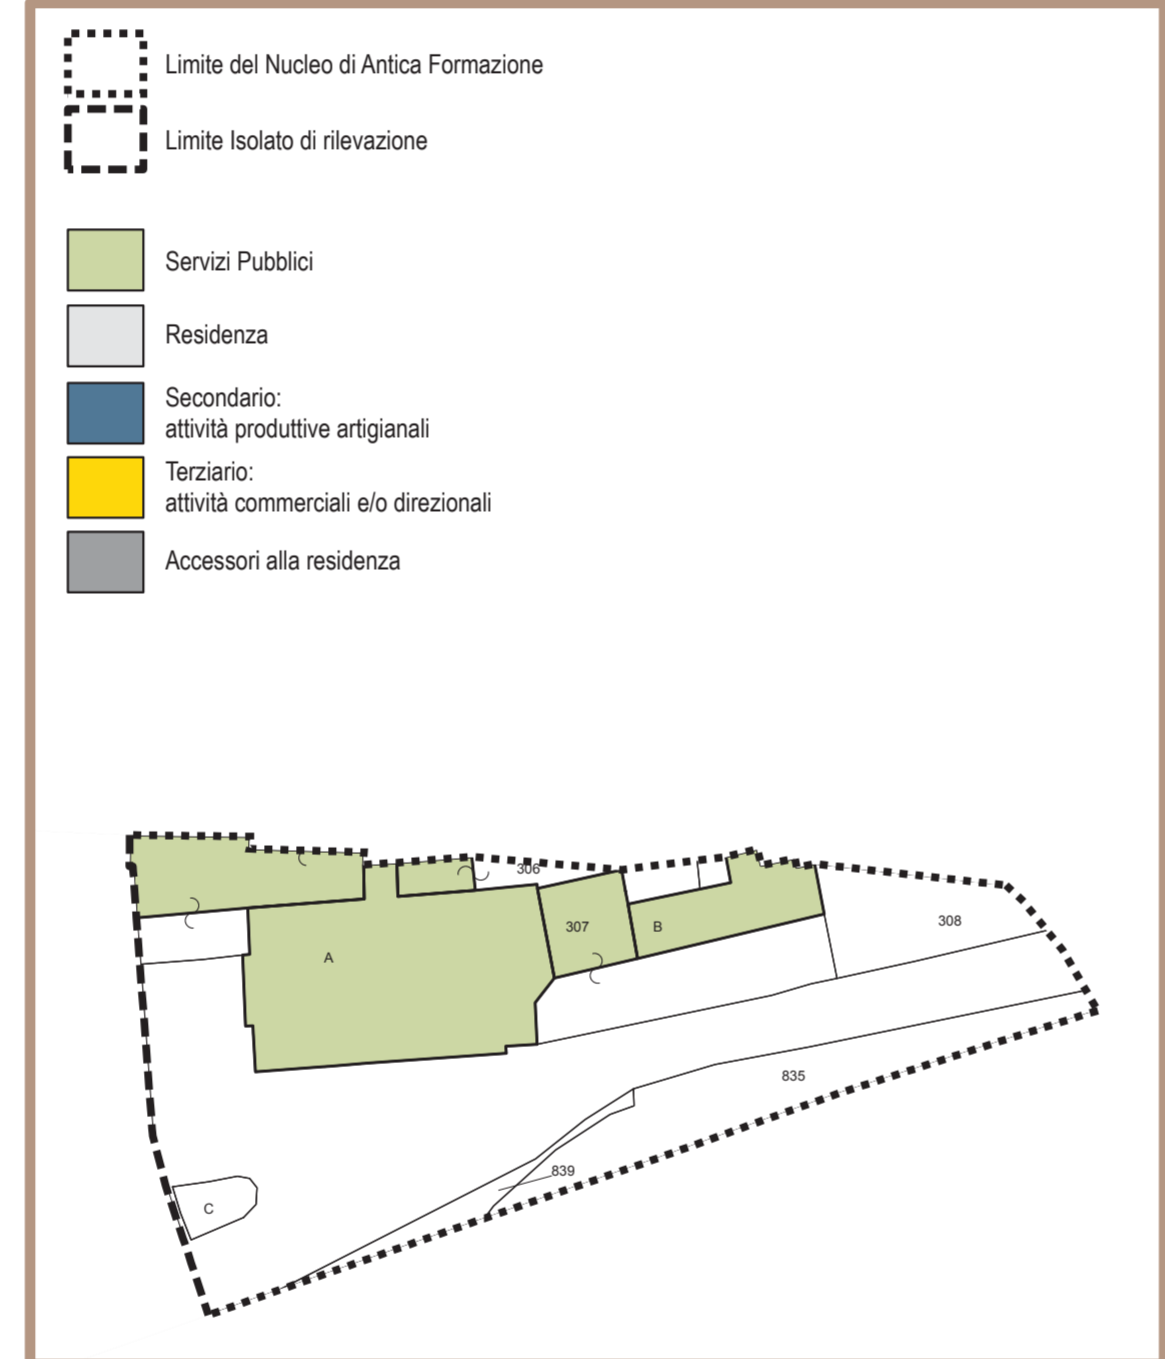 Limite del Nucleo di Antica Formazione
Limite Isolato di rilevazione
Servizi Pubblici
Residenza
Secondario:
attività produttive artigianali
Terziario:
attività commerciali e/o direzionali
Accessori alla residenza
306
307
B
308
A
835
839
C